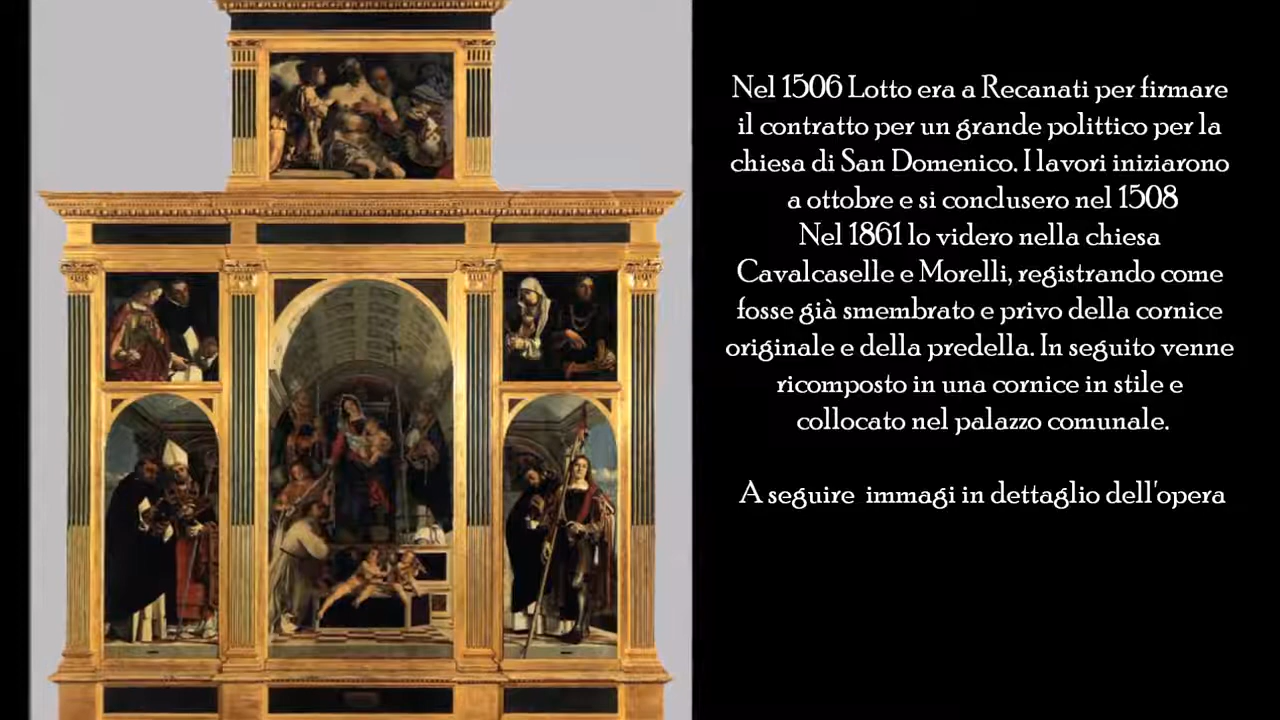 Nel 1506 Lotto era a Recanati per firmare
il contratto per un grande polittico per la
chiesa di San Domenico. I lavori iniziarono
a ottobre e si conclusero nel 1508
Nel 1861 lo videro nella chiesa
Cavalcaselle e Morelli, registrando come
fosse già smembrato e privo della cornice
originale e della predella. In seguito venne
ricomposto in una cornice in stile e
collocato nel palazzo comunale.
A seguire immagi in dettaglio dell'opera